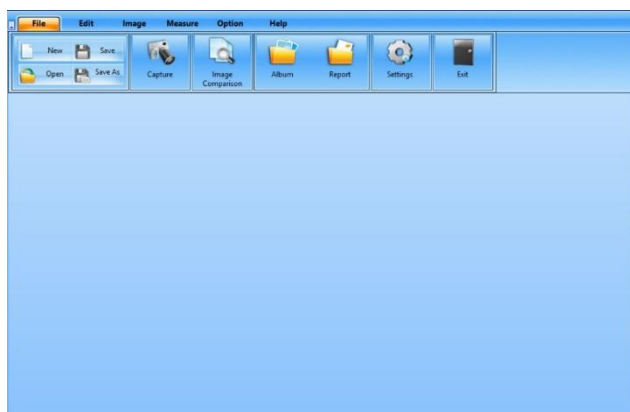 File Edit Image Measure Option Help
New Save
Open Save As
Capture
Image
Comparison
Album
Report
Settings
Exit